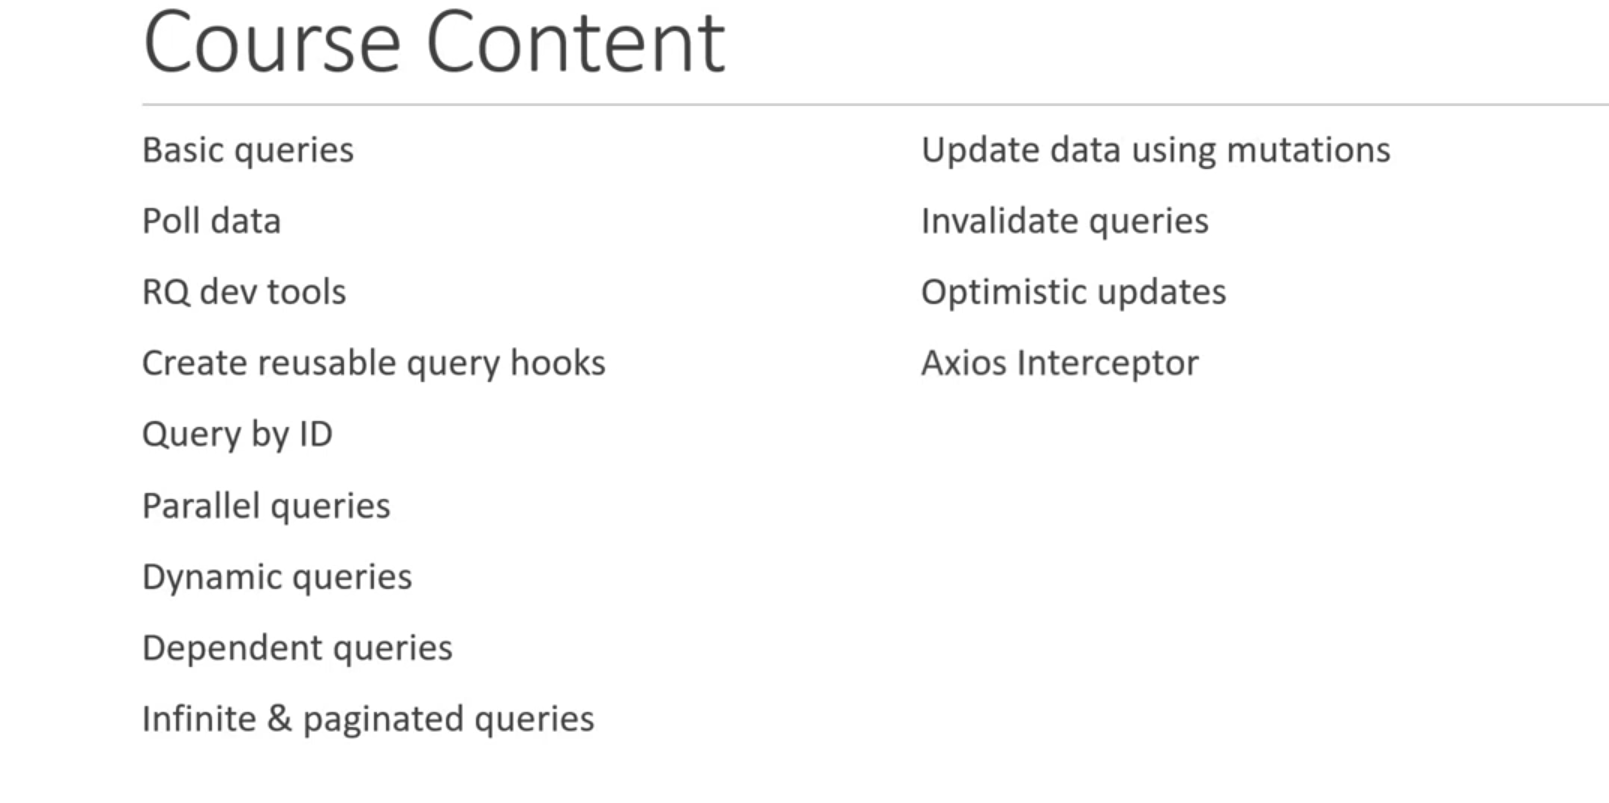 Course Content
Basic queries
Poll data
RQ dev tools
Create reusable query hooks
Query by ID
Parallel queries
Dynamic queries
Dependent queries
Infinite & paginated queries
Update data using mutations
Invalidate queries
Optimistic updates
Axios Interceptor